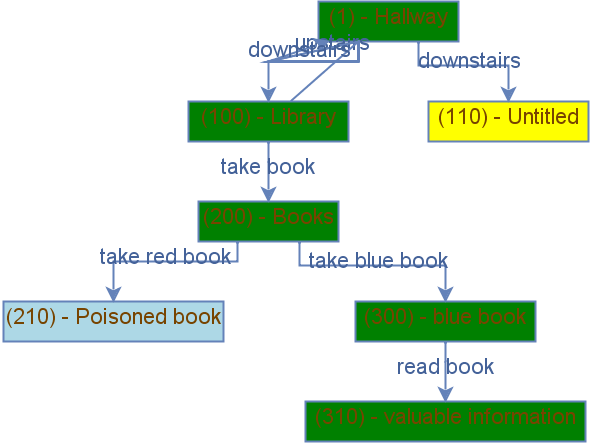 (1) - Hallway
upstairs
downstairs
downstairs
(100) - Library
(110) - Untitled
take book
(200) - Books
take red book
take blue book
(210) - Poisoned book
(300) - blue book
read book
(310) - valuable information